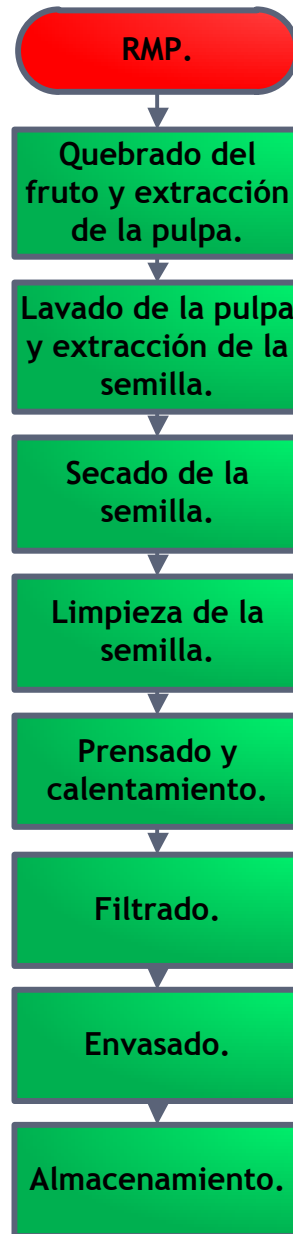 RMP.
Quebrado del
fruto y extracción
de la pulpa.
Lavado de la pulpa
y extracción de la
semilla.
Secado de la
semilla.
Limpieza de la
semilla.
Prensado y
calentamiento.
Filtrado.
Envasado.
Almacenamiento.